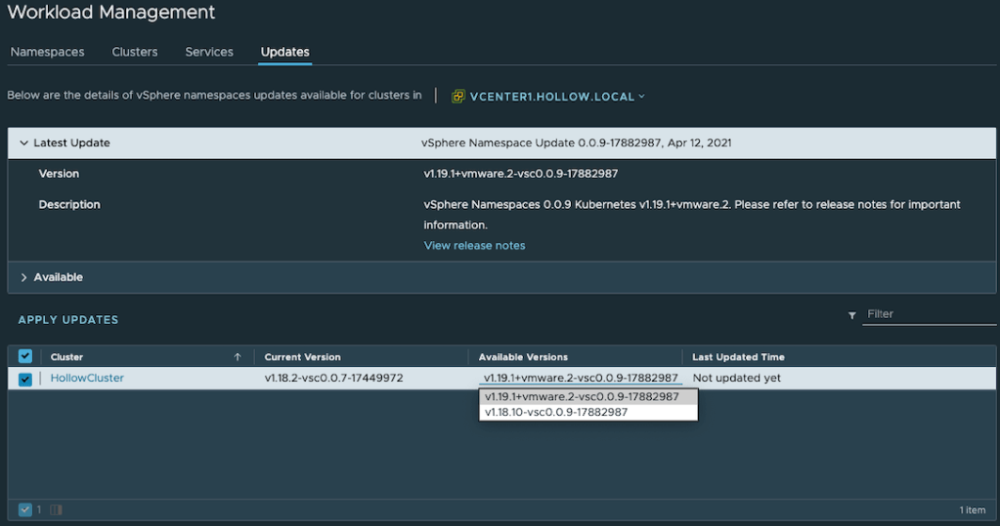 Workload Management
Namespaces Clusters Services Updates
Below are the details of vSphere namespaces updates available for clusters in VCENTER1.HOLLOW.LOCAL
Latest Update vSphere Namespace Update 0.0.9-17882987, Apr 12, 2021
Version v1.19.1+vmware.2-vsc0.0.9-17882987
Description vSphere Namespaces 0.0.9 Kubernetes v1.19.1+vmware.2. Please refer to release notes for important
information.
View release notes
Available
APPLY UPDATES Filter
Cluster Current Version Available Versions Last Updated Time
HollowCluster v1.18.2-vsc0.0.7-17449972 v1.19.1+vmware.2-vsc0.0.9-17882987 Not updated yet
v1.19.1+vmware.2-vsc0.0.9-17882987
v1.18.10-vsc0.0.9-17882987
1 1 item